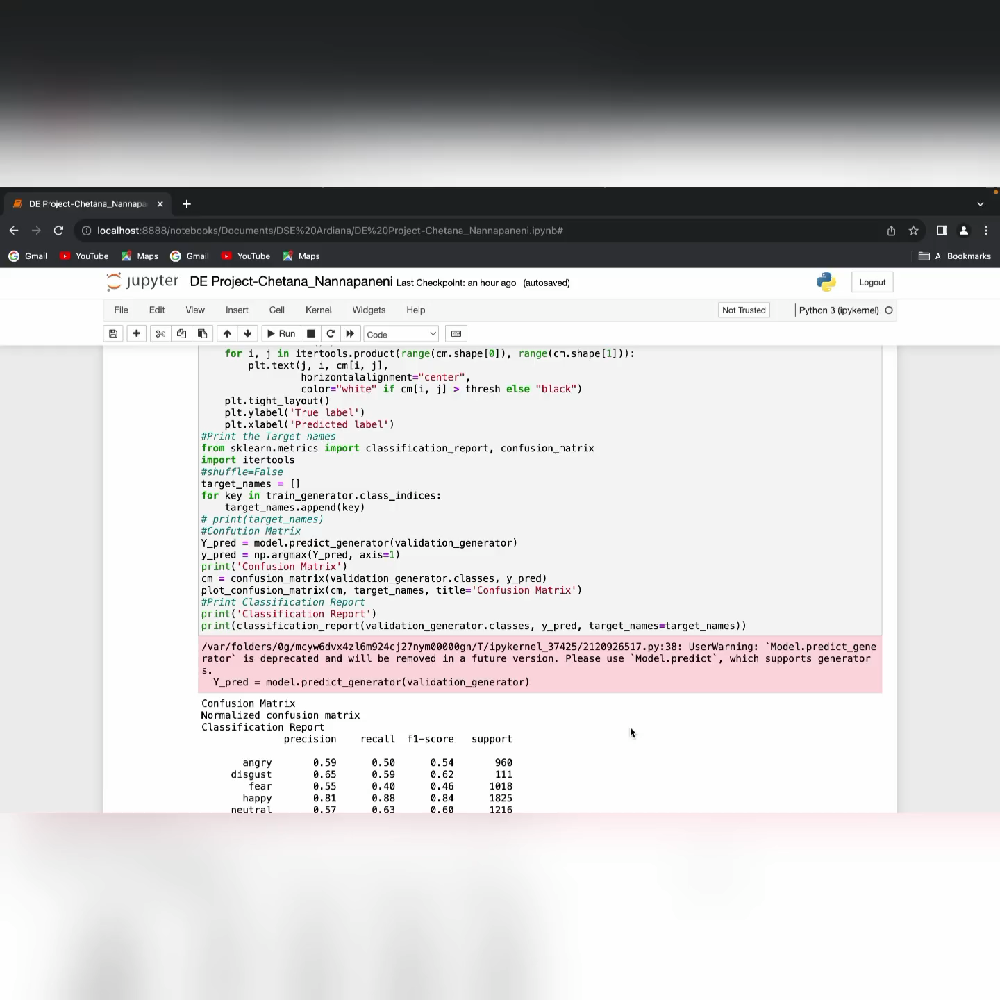 DE Project-Chetana_Nannapa
localhost:8888/notebooks/Documents/DSE%20Ardiana/DE%20Project-Chetana_Nannapaneni.ipynb#
Gmail YouTube Maps Gmail YouTube Maps All Bookmarks
jupyter DE Project-Chetana_Nannapaneni Last Checkpoint: an hour ago (autosaved) Logout
File Edit View Insert Cell Kernel Widgets Help Not Trusted Python 3 (ipykernel)
Run Code
for i, j in itertools.product(range(cm.shape[0]), range(cm.shape[1])):
plt.text(j, i, cm[i, j],
horizontalalignment="center",
color="white" if cm[i, j] > thresh else "black")
plt.tight_layout()
plt.ylabel('True label')
plt.xlabel('Predicted label')
#Print the Target names
from sklearn.metrics import classification_report, confusion_matrix
import itertools
#shuffle=False
target_names = []
for key in train_generator.class_indices:
target_names.append(key)
# print(target_names)
#Confution Matrix
Y_pred = model.predict_generator(validation_generator)
y_pred = np.argmax(Y_pred, axis=1)
print('Confusion Matrix')
cm = confusion_matrix(validation_generator.classes, y_pred)
plot_confusion_matrix(cm, target_names, title='Confusion Matrix')
#Print Classification Report
print('Classification Report')
print(classification_report(validation_generator.classes, y_pred, target_names=target_names))
/var/folders/0g/mcyw6dvx4zl6m924cj27nym00000gn/T/ipykernel_37425/2120926517.py:38: UserWarning: `Model.predict_gene
rator` is deprecated and will be removed in a future version. Please use `Model.predict`, which supports generator
s.
Y_pred = model.predict_generator(validation_generator)
Confusion Matrix
Normalized confusion matrix
Classification Report
precision recall f1-score support
angry 0.59 0.50 0.54 960
disgust 0.65 0.59 0.62 111
fear 0.55 0.40 0.46 1018
happy 0.81 0.88 0.84 1825
neutral 0.57 0.63 0.60 1216